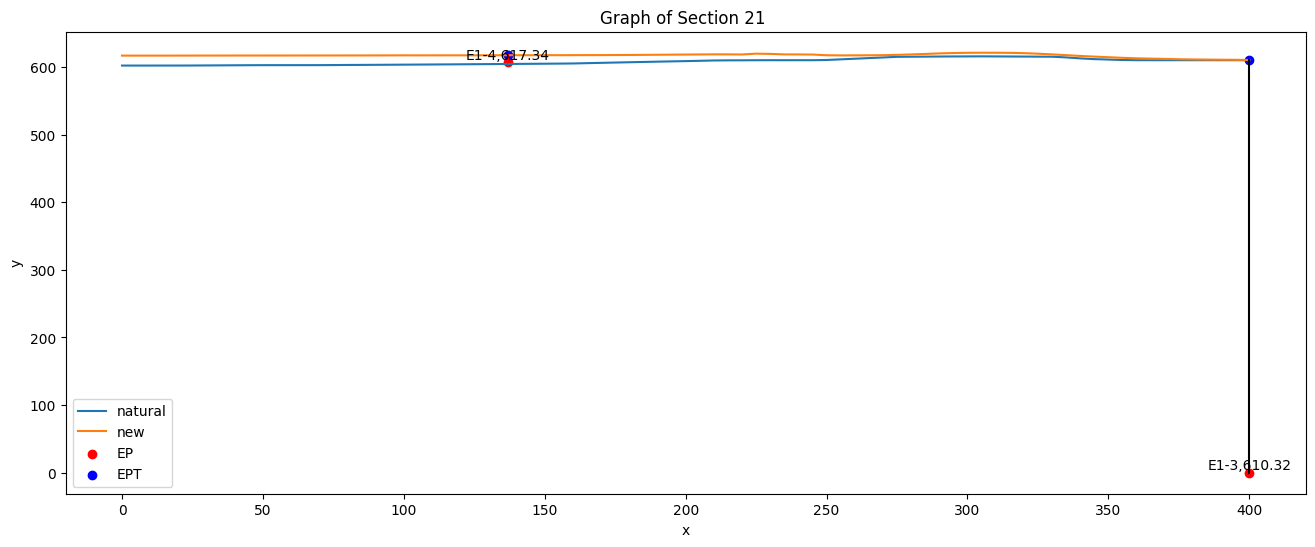 Graph of Section 21
E1-4,617.34
600
500
400
300
200
100
0
y
natural
new
EP
EPT
E1-3,610.32
0 50 100 150 200 250 300 350 400
x